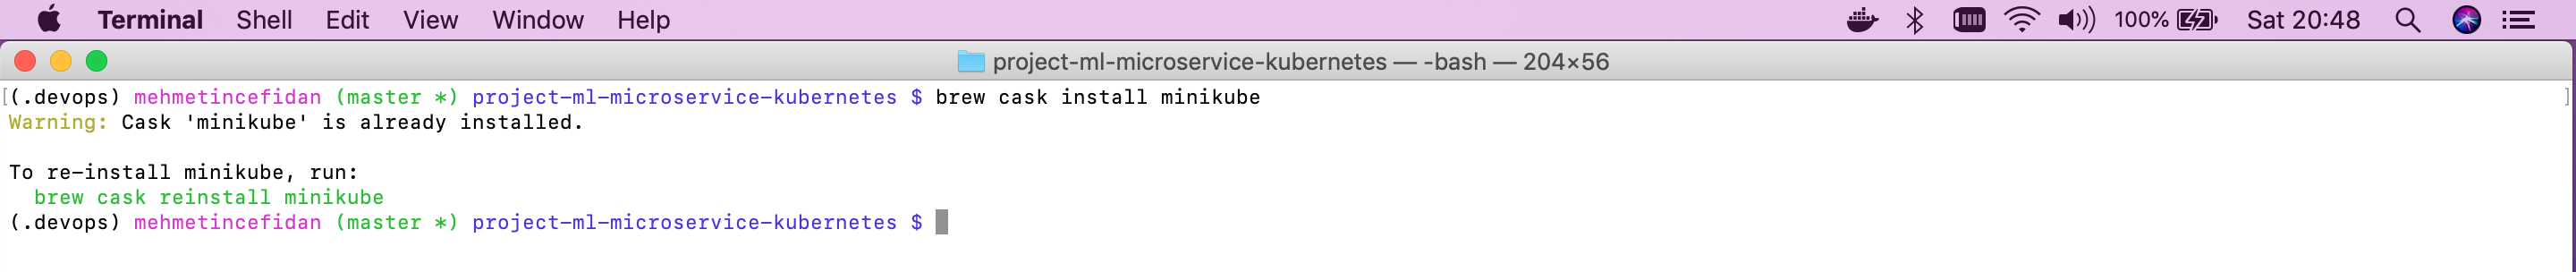 Terminal Shell Edit View Window Help 100% Sat 20:48
project-ml-microservice-kubernetes — -bash — 204×56
[(.devops) mehmetincefidan (master *) project-ml-microservice-kubernetes $ brew cask install minikube ]
Warning: Cask 'minikube' is already installed.
To re-install minikube, run:
brew cask reinstall minikube
(.devops) mehmetincefidan (master *) project-ml-microservice-kubernetes $